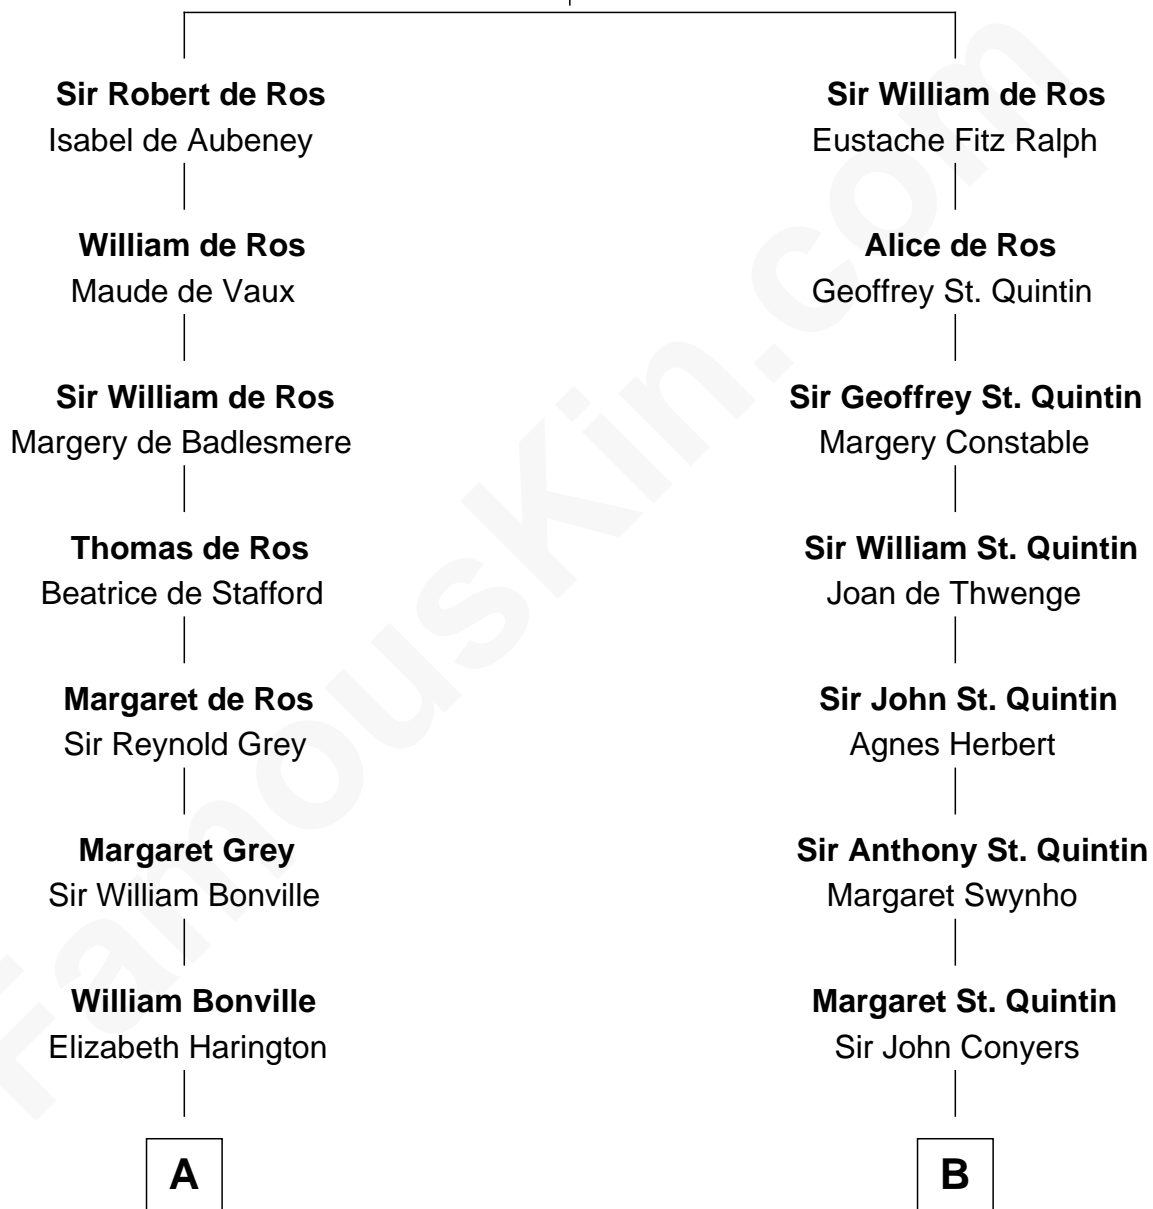 Sir Robert de Ros
Isabel de Aubeney
William de Ros
Maude de Vaux
Sir William de Ros
Margery de Badlesmere
Thomas de Ros
Beatrice de Stafford
Margaret de Ros
Sir Reynold Grey
Margaret Grey
Sir William Bonville
William Bonville
Elizabeth Harington
A
Sir William de Ros
Eustache Fitz Ralph
Alice de Ros
Geoffrey St. Quintin
Sir Geoffrey St. Quintin
Margery Constable
Sir William St. Quintin
Joan de Thwenge
Sir John St. Quintin
Agnes Herbert
Sir Anthony St. Quintin
Margaret Swynho
Margaret St. Quintin
Sir John Conyers
B
FamousKin.com